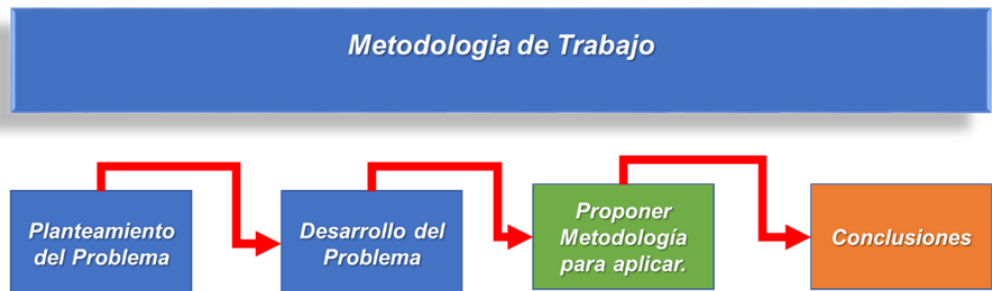 Metodologia de Trabajo
Planteamiento
del Problema
Desarrollo del
Problema
Proponer
Metodología
para aplicar.
Conclusiones